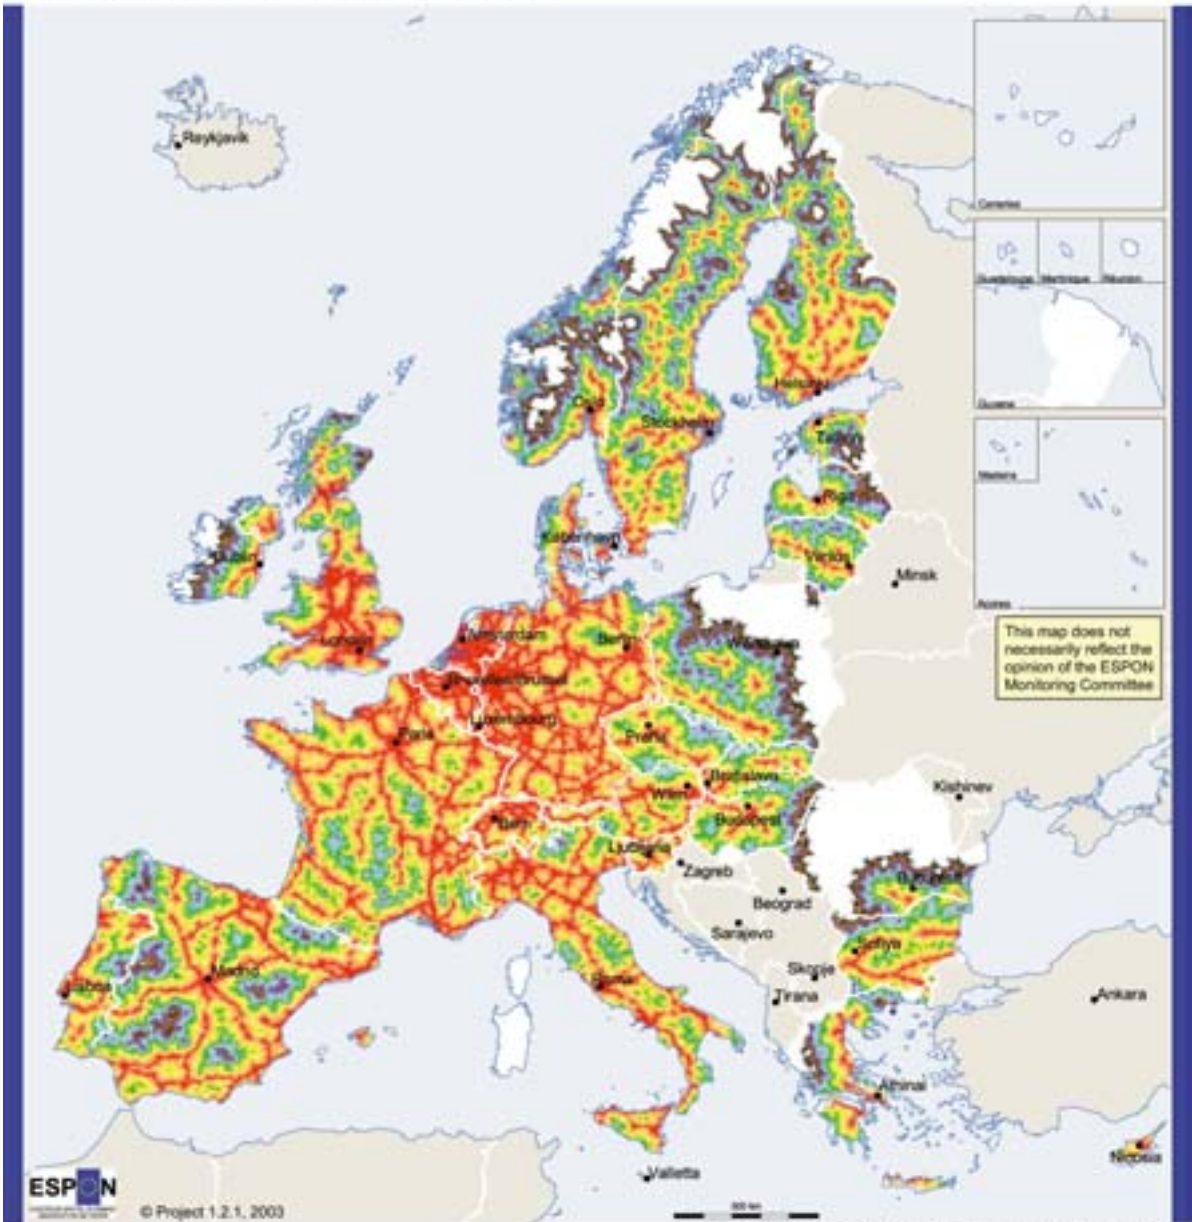 Reykjavik
Canaries
Guadeloupe
Martinique
Réunion
Guyane
Madeira
Acores
Helsinki
Oslo
Stockholm
Tallinn
Riga
Vilnius
Minsk
København
Dublin
This map does not
necessarily reflect the
opinion of the ESPON
Monitoring Committee
London
Amsterdam
Berlin
Warszawa
Bruxelles/Brussel
Luxembourg
Paris
Praha
Bratislava
Wien
Budapest
Kishinev
Bern
Ljubljana
Zagreb
Beograd
Sarajevo
Sofiya
Skopje
Tirana
Madrid
Lisboa
Roma
Ankara
Athinai
Nicosia
Valletta
ESPON
© Project 1.2.1, 2003
500 km